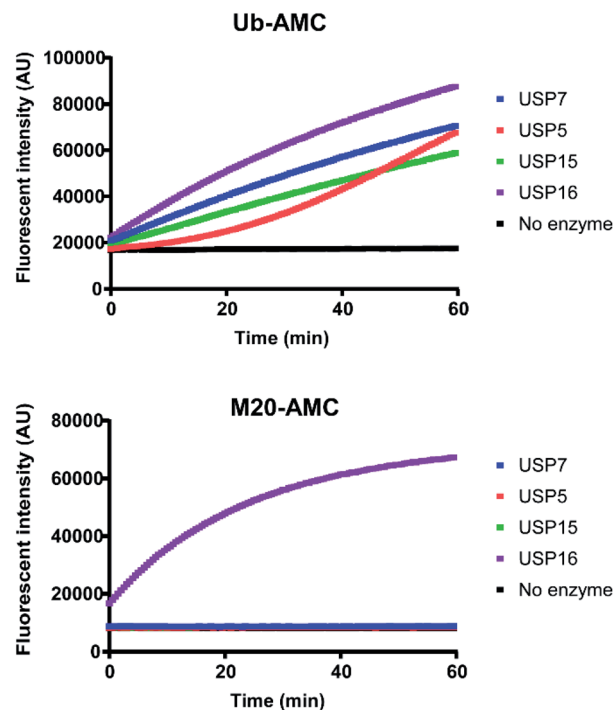 Ub-AMC
Fluorescent intensity (AU)
100000
80000
60000
40000
20000
0
0 20 40 60
Time (min)
USP7
USP5
USP15
USP16
No enzyme
M20-AMC
Fluorescent intensity (AU)
80000
60000
40000
20000
0
0 20 40 60
Time (min)
USP7
USP5
USP15
USP16
No enzyme